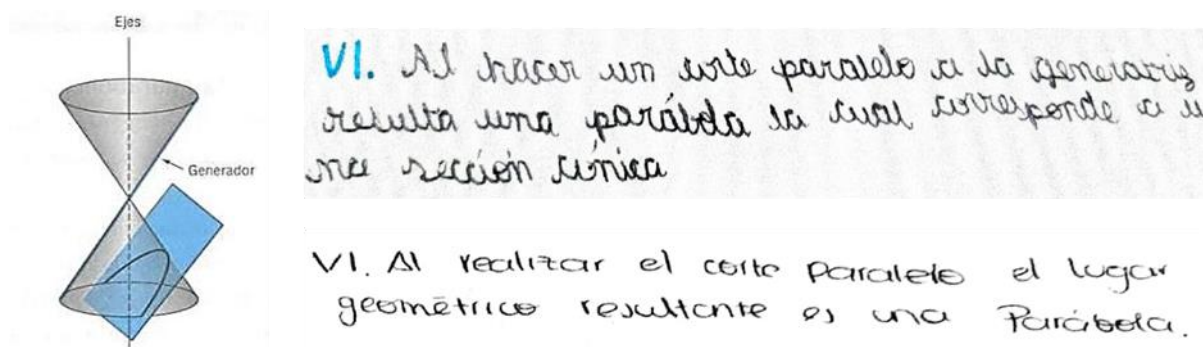 Ejes
Generador
VI. Al hacer un corte paralelo a la generatriz
resulta una parábola la cual corresponde a u
na sección cónica
VI. Al realizar el corte Paralelo el lugar
geométrico resultante es una Parábola.